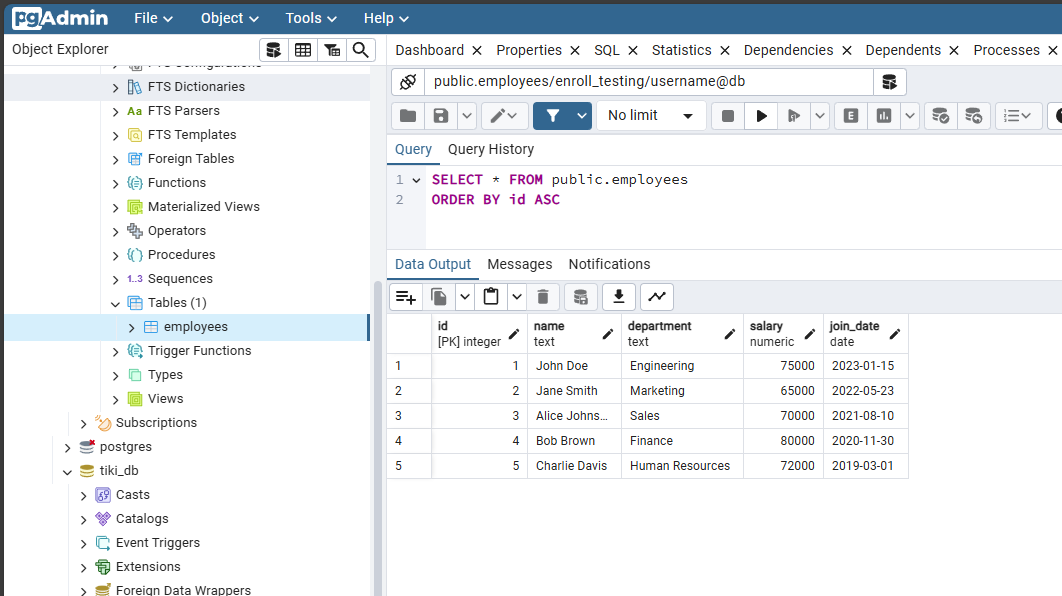 pgAdmin File Object Tools Help
Object Explorer
Dashboard Properties SQL Statistics Dependencies Dependents Processes
FTS Configurations
FTS Dictionaries
Aa FTS Parsers
FTS Templates
Foreign Tables
Functions
Materialized Views
Operators
Procedures
1..3 Sequences
Tables (1)
employees
Trigger Functions
Types
Views
Subscriptions
postgres
tiki_db
Casts
Catalogs
Event Triggers
Extensions
Foreign Data Wrappers
public.employees/enroll_testing/username@db
No limit E
Query Query History
1 SELECT * FROM public.employees
2 ORDER BY id ASC
Data Output Messages Notifications
id name department salary join_date
[PK] integer text text numeric date
1 1 John Doe Engineering 75000 2023-01-15
2 2 Jane Smith Marketing 65000 2022-05-23
3 3 Alice Johns... Sales 70000 2021-08-10
4 4 Bob Brown Finance 80000 2020-11-30
5 5 Charlie Davis Human Resources 72000 2019-03-01